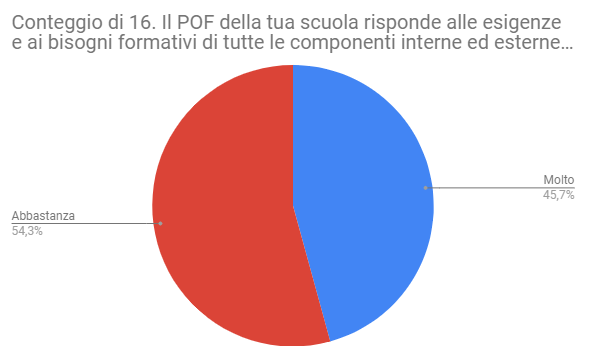 Conteggio di 16. Il POF della tua scuola risponde alle esigenze
e ai bisogni formativi di tutte le componenti interne ed esterne…
Molto
45,7%
Abbastanza
54,3%